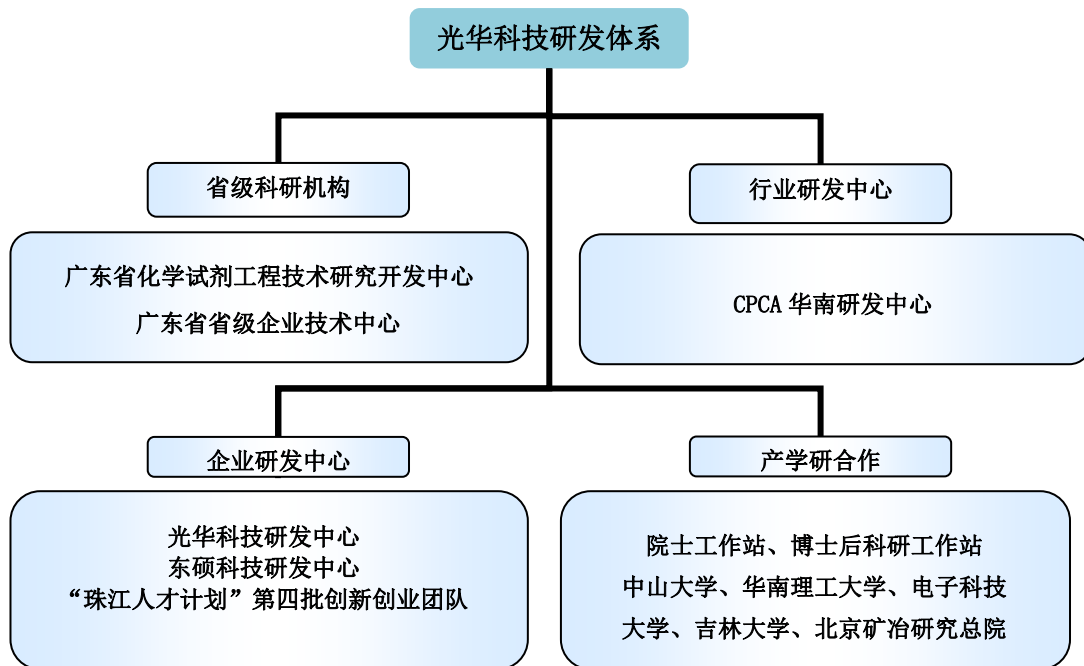 光华科技研发体系
省级科研机构
行业研发中心
广东省化学试剂工程技术研究开发中心
广东省省级企业技术中心
CPCA 华南研发中心
企业研发中心
产学研合作
光华科技研发中心
东硕科技研发中心
“珠江人才计划”第四批创新创业团队
院士工作站、博士后科研工作站
中山大学、华南理工大学、电子科技
大学、吉林大学、北京矿冶研究总院